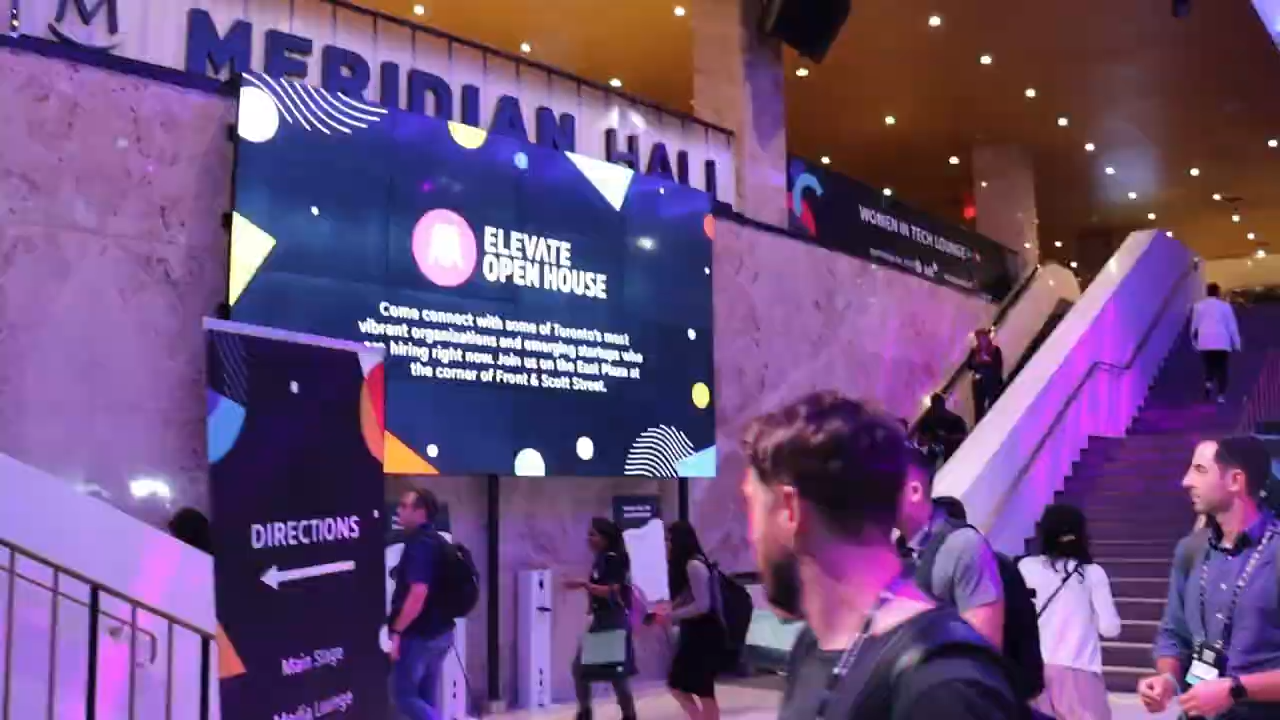 MERIDIAN HALL
ELEVATE
OPEN HOUSE
Come connect with some of Toronto's most
vibrant organizations and emerging startups who
are hiring right now. Join us on the East Plaza at
the corner of Front & Scott Street.
WOMEN IN TECH LOUNGE
DIRECTIONS
Main Stage
Media Lounge